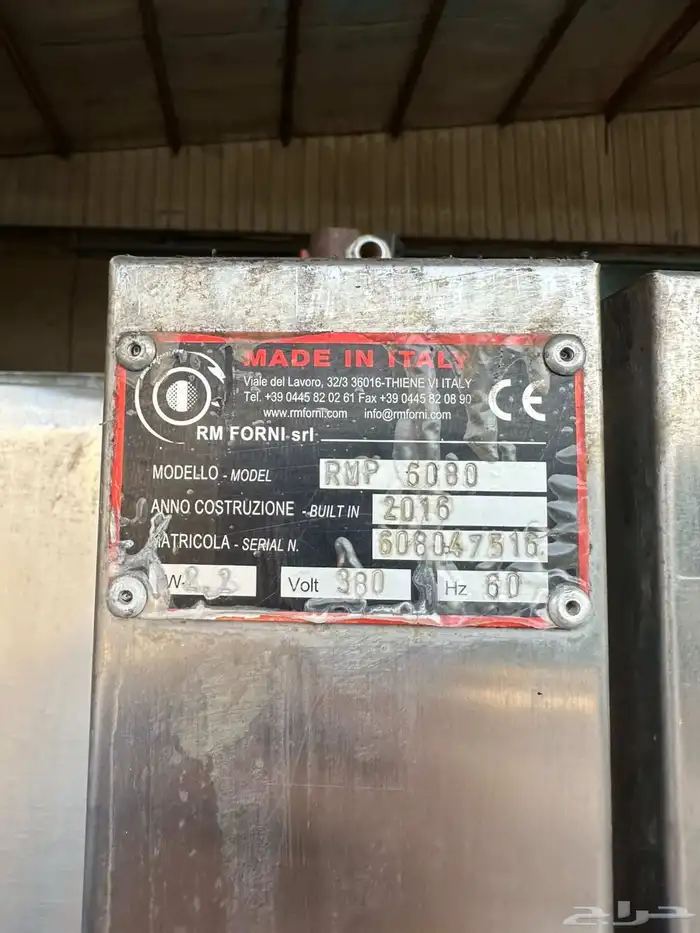 MADE IN ITALY
Viale del Lavoro, 32/3 36016-THIENE VI ITALY
Tel. +39 0445 82 02 61 Fax +39 0445 82 08 90
www.rmforni.com info@rmforni.com
CE
RM FORNI srl
MODELLO - MODEL RMP 6080
ANNO COSTRUZIONE - BUILT IN 2016
MATRICOLA - SERIAL N. 608047516
W 2.2 Volt 380 Hz 60
حراج